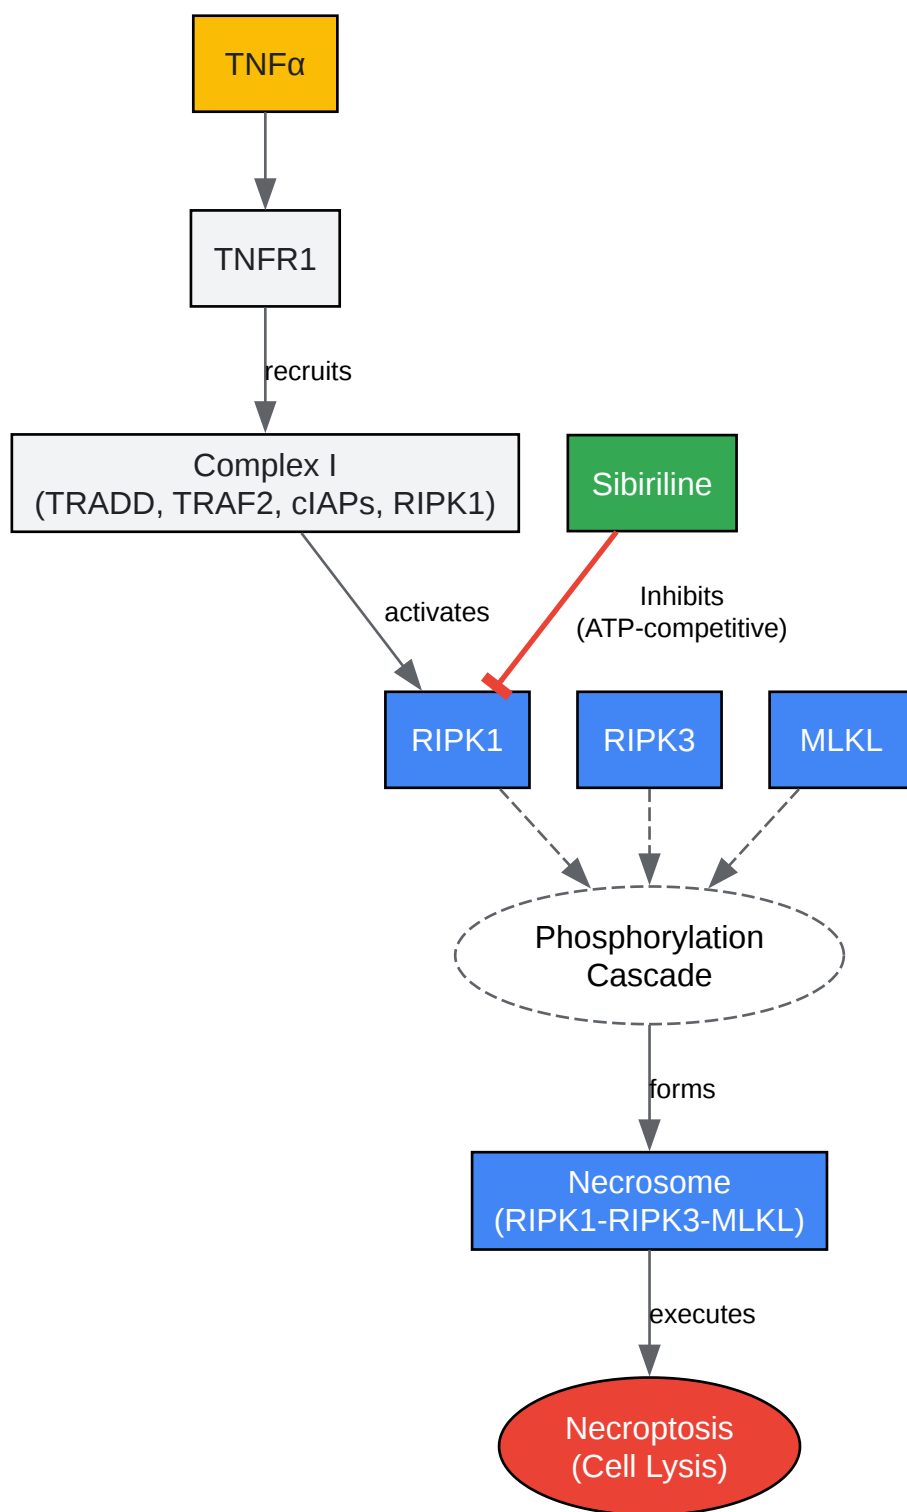 TNFα
TNFR1
recruits
Complex I
(TRADD, TRAF2, cIAPs, RIPK1)
Sibiriline
activates
Inhibits
(ATP-competitive)
RIPK1
RIPK3
MLKL
Phosphorylation
Cascade
forms
Necrosome
(RIPK1-RIPK3-MLKL)
executes
Necroptosis
(Cell Lysis)